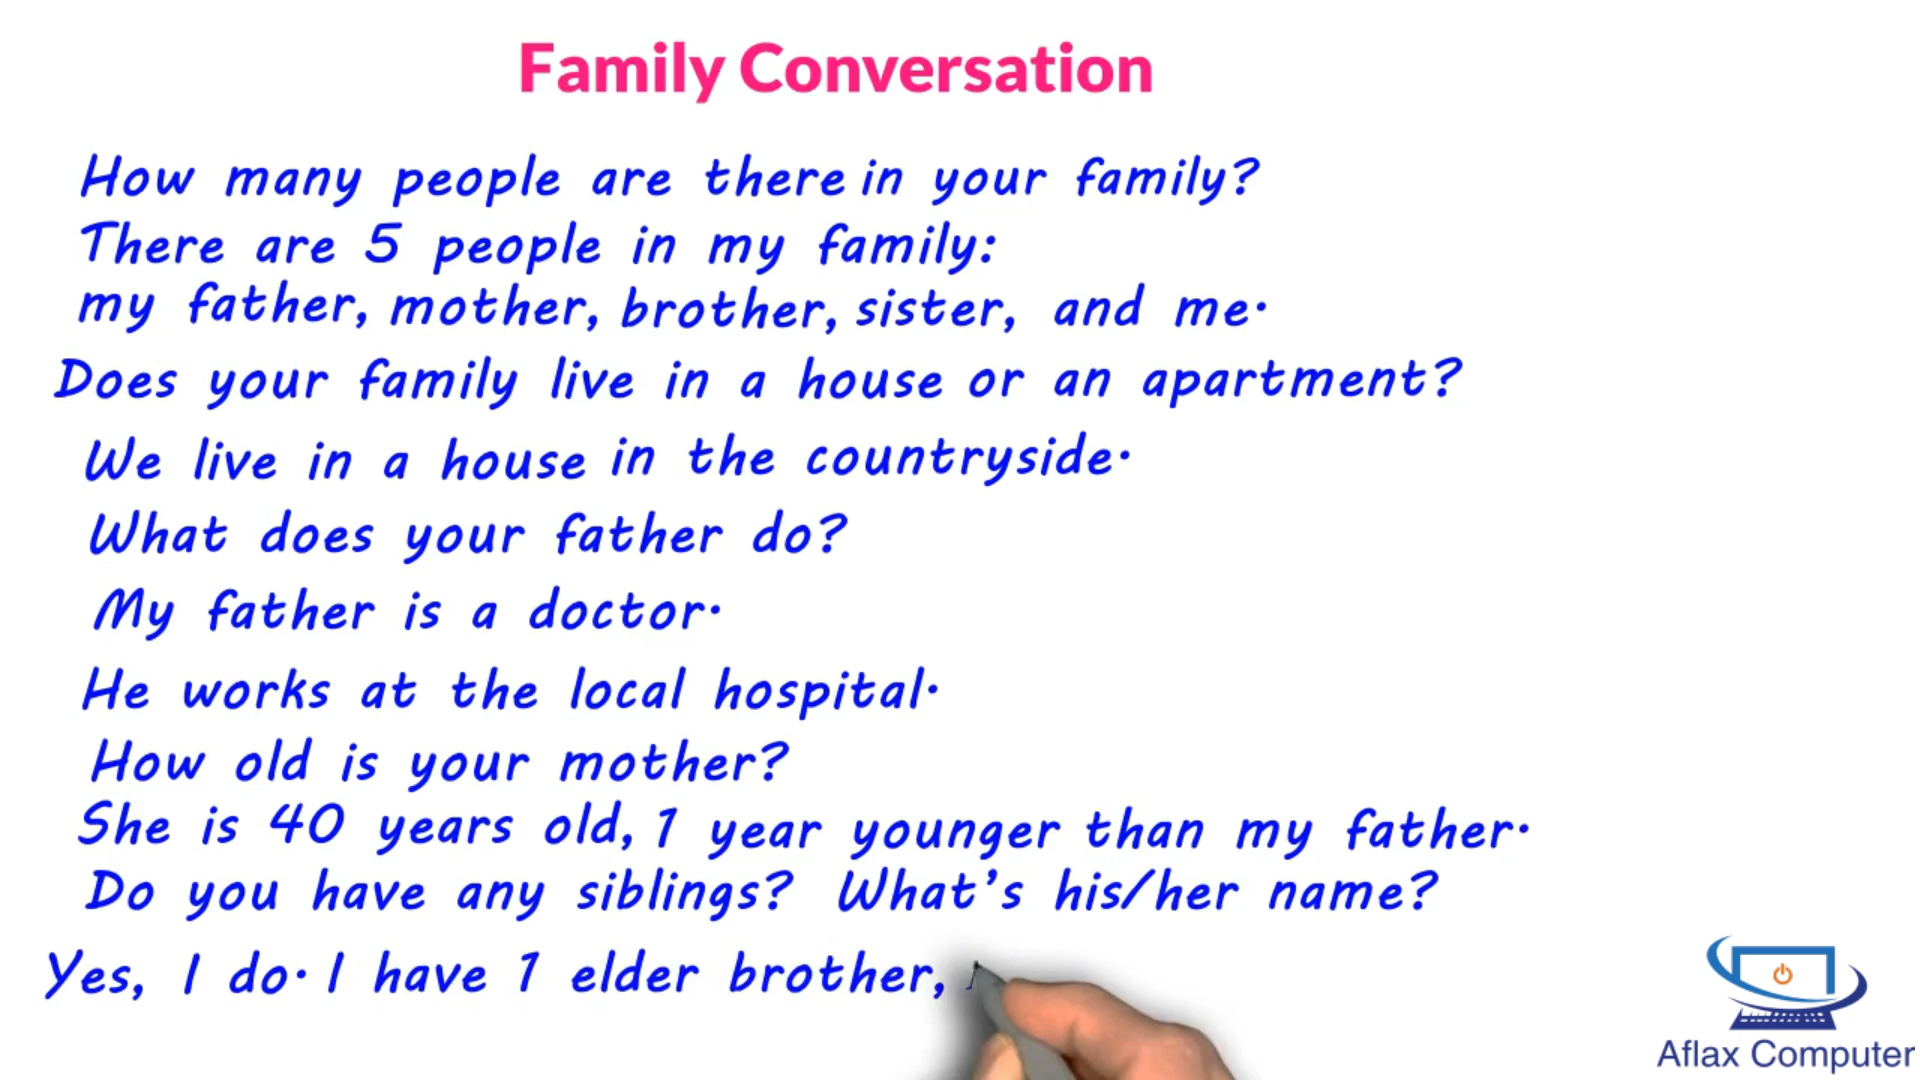 Family Conversation
How many people are there in your family?
There are 5 people in my family:
my father, mother, brother, sister, and me.
Does your family live in a house or an apartment?
We live in a house in the countryside.
What does your father do?
My father is a doctor.
He works at the local hospital.
How old is your mother?
She is 40 years old, 1 year younger than my father.
Do you have any siblings? What's his/her name?
Yes, I do. I have 1 elder brother,
Aflax Computer